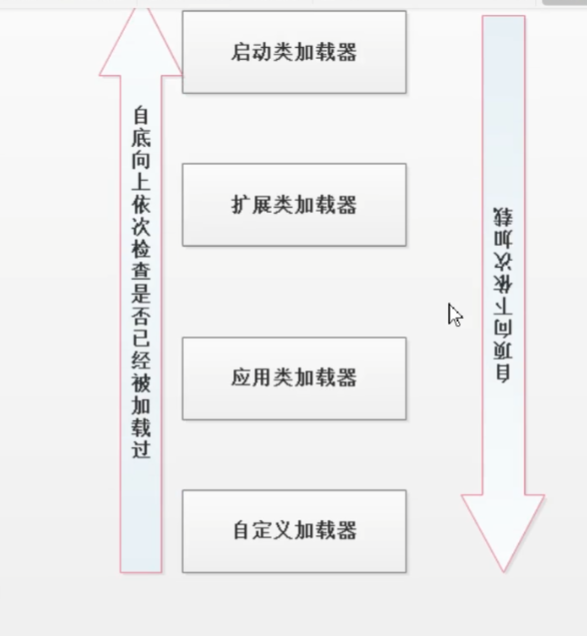 启动类加载器
自底向上依次检查是否已经被加载过
扩展类加载器
自顶向下依次加载
应用类加载器
自定义加载器